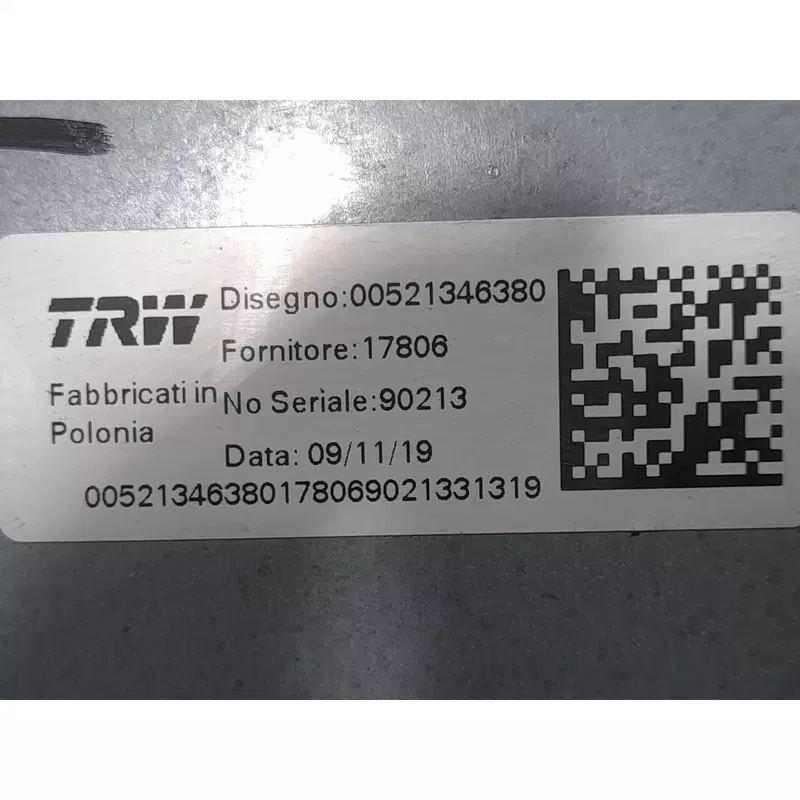 TRW
Disegno:00521346380
Fornitore:17806
Fabbricati in
Polonia
No Seriale:90213
Data: 09/11/19
00521346380178069021331319